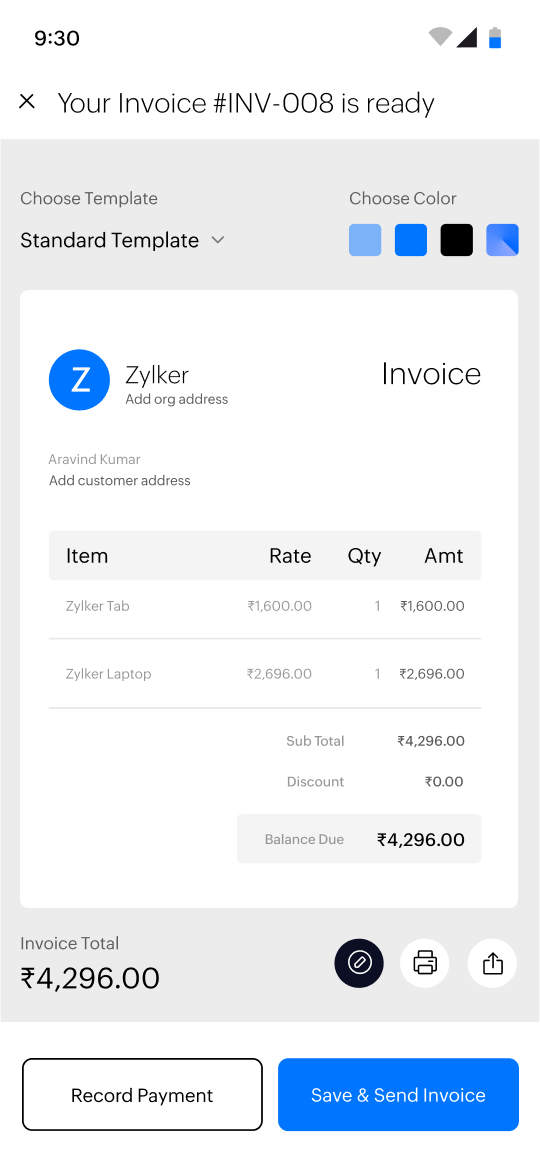 9:30
Your Invoice #INV-008 is ready
Choose Template
Choose Color
Standard Template
Z
Zylker
Add org address
Invoice
Aravind Kumar
Add customer address
Item Rate Qty Amt
Zylker Tab ₹1,600.00 1 ₹1,600.00
Zylker Laptop ₹2,696.00 1 ₹2,696.00
Sub Total ₹4,296.00
Discount ₹0.00
Balance Due ₹4,296.00
Invoice Total
₹4,296.00
Record Payment
Save & Send Invoice